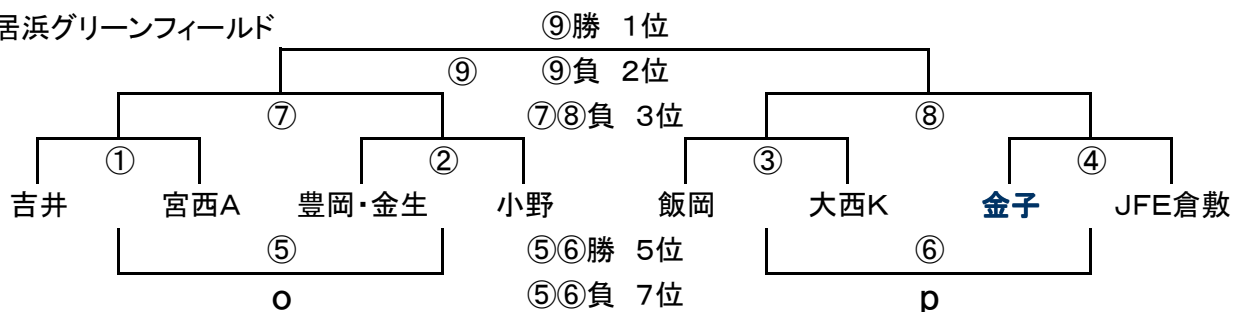 居浜グリーンフィールド ⑨勝 1位
⑨ ⑨負 2位
⑦ ⑦⑧負 3位 ⑧
① ② ③ ④
吉井 宮西A 豊岡・金生 小野 飯岡 大西K 金子 JFE倉敷
⑤ ⑤⑥勝 5位 ⑥
o ⑤⑥負 7位 p